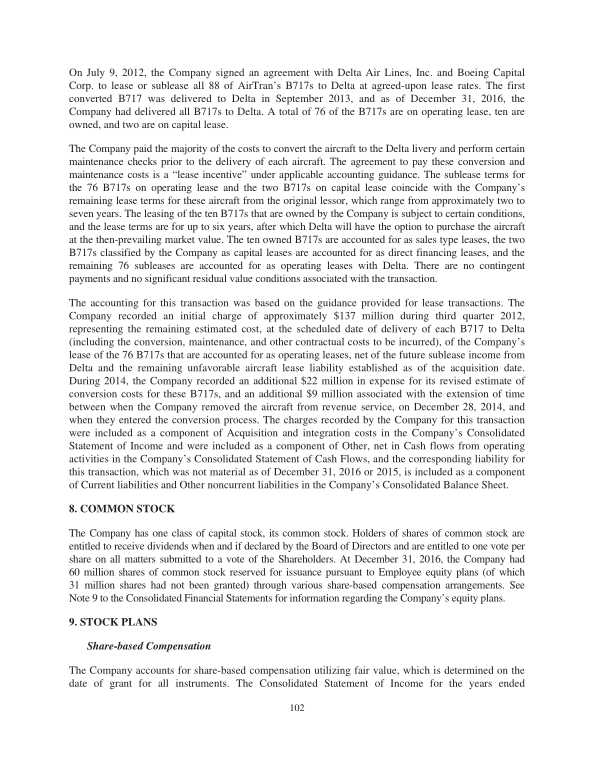 On July 9, 2012, the Company signed an agreement with Delta Air Lines, Inc. and Boeing Capital
Corp. to lease or sublease all 88 of AirTran's B717s to Delta at agreed-upon lease rates. The first
converted B717 was delivered to Delta in September 2013, and as of December 31, 2016, the
Company had delivered all B717s to Delta. A total of 76 of the B717s are on operating lease, ten are
owned, and two are on capital lease.
The Company paid the majority of the costs to convert the aircraft to the Delta livery and perform certain
maintenance checks prior to the delivery of each aircraft. The agreement to pay these conversion and
maintenance costs is a “lease incentive” under applicable accounting guidance. The sublease terms for
the 76 B717s on operating lease and the two B717s on capital lease coincide with the Company's
remaining lease terms for these aircraft from the original lessor, which range from approximately two to
seven years. The leasing of the ten B717s that are owned by the Company is subject to certain conditions,
and the lease terms are for up to six years, after which Delta will have the option to purchase the aircraft
at the then-prevailing market value. The ten owned B717s are accounted for as sales type leases, the two
B717s classified by the Company as capital leases are accounted for as direct financing leases, and the
remaining 76 subleases are accounted for as operating leases with Delta. There are no contingent
payments and no significant residual value conditions associated with the transaction.
The accounting for this transaction was based on the guidance provided for lease transactions. The
Company recorded an initial charge of approximately $137 million during third quarter 2012,
representing the remaining estimated cost, at the scheduled date of delivery of each B717 to Delta
(including the conversion, maintenance, and other contractual costs to be incurred), of the Company's
lease of the 76 B717s that are accounted for as operating leases, net of the future sublease income from
Delta and the remaining unfavorable aircraft lease liability established as of the acquisition date.
During 2014, the Company recorded an additional $22 million in expense for its revised estimate of
conversion costs for these B717s, and an additional $9 million associated with the extension of time
between when the Company removed the aircraft from revenue service, on December 28, 2014, and
when they entered the conversion process. The charges recorded by the Company for this transaction
were included as a component of Acquisition and integration costs in the Company's Consolidated
Statement of Income and were included as a component of Other, net in Cash flows from operating
activities in the Company's Consolidated Statement of Cash Flows, and the corresponding liability for
this transaction, which was not material as of December 31, 2016 or 2015, is included as a component
of Current liabilities and Other noncurrent liabilities in the Company's Consolidated Balance Sheet.
8. COMMON STOCK
The Company has one class of capital stock, its common stock. Holders of shares of common stock are
entitled to receive dividends when and if declared by the Board of Directors and are entitled to one vote per
share on all matters submitted to a vote of the Shareholders. At December 31, 2016, the Company had
60 million shares of common stock reserved for issuance pursuant to Employee equity plans (of which
31 million shares had not been granted) through various share-based compensation arrangements. See
Note 9 to the Consolidated Financial Statements for information regarding the Company's equity plans.
9. STOCK PLANS
Share-based Compensation
The Company accounts for share-based compensation utilizing fair value, which is determined on the
date of grant for all instruments. The Consolidated Statement of Income for the years ended
102